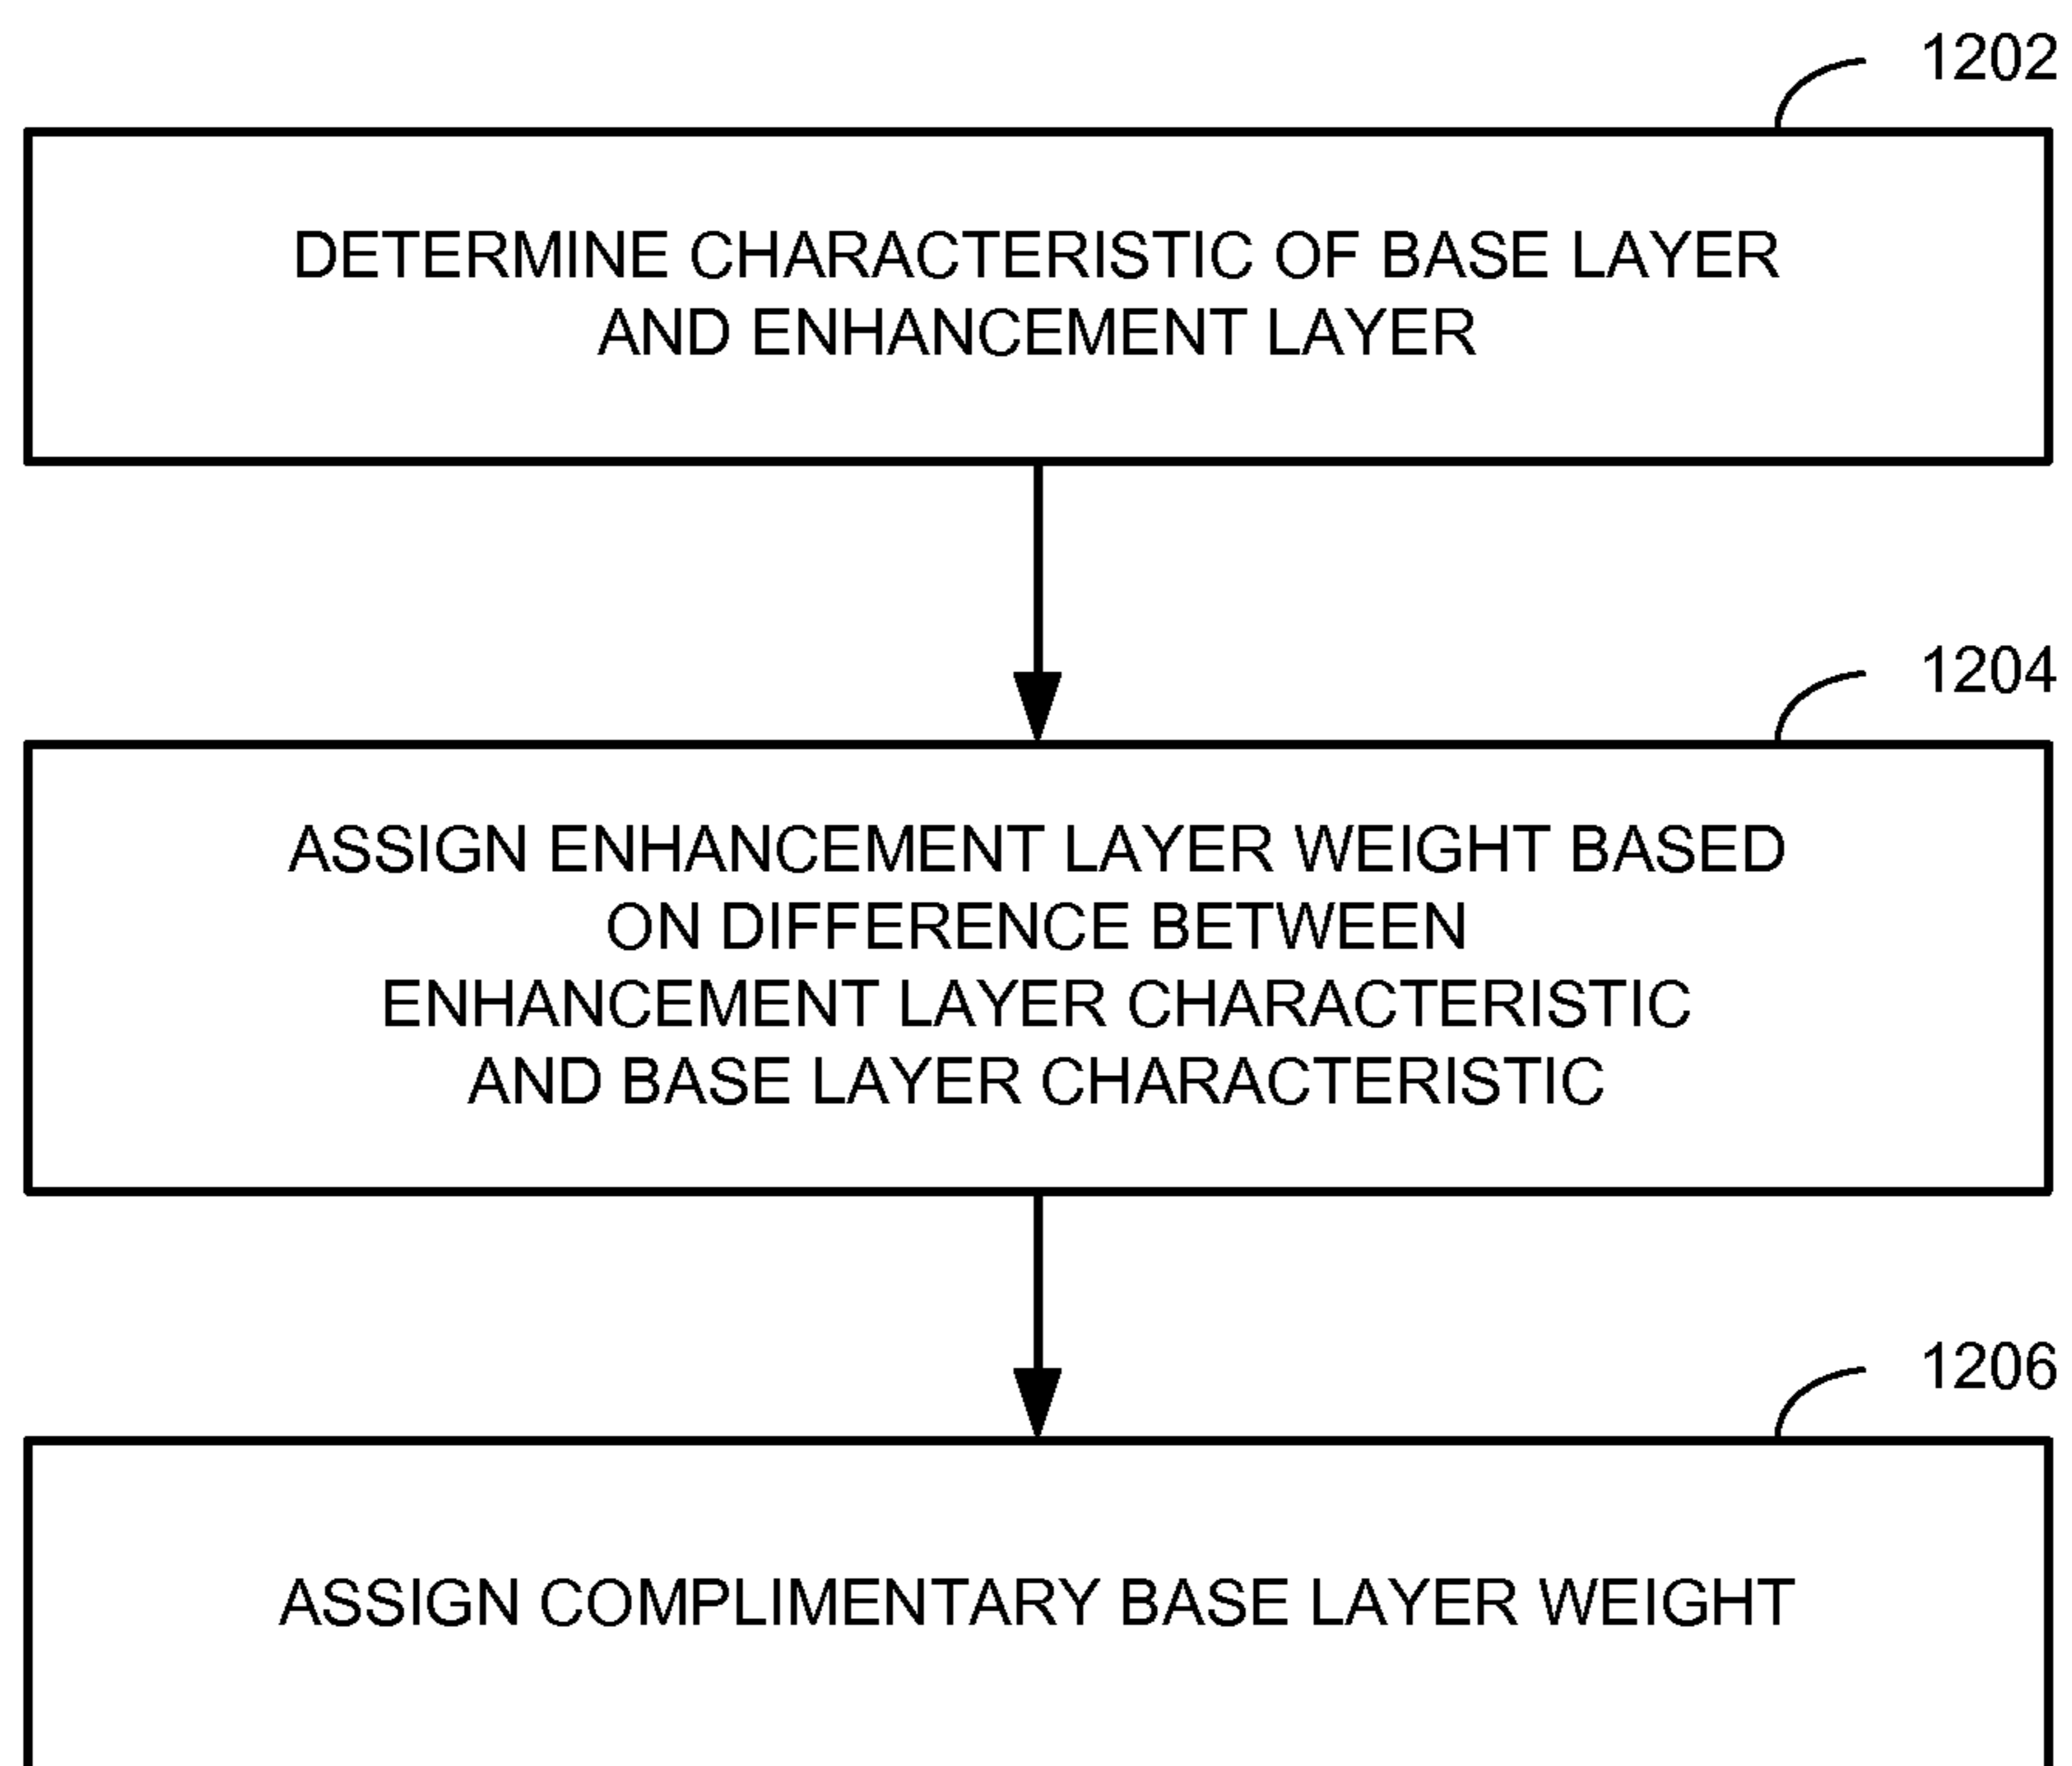 1202
DETERMINE CHARACTERISTIC OF BASE LAYER
AND ENHANCEMENT LAYER
1204
ASSIGN ENHANCEMENT LAYER WEIGHT BASED
ON DIFFERENCE BETWEEN
ENHANCEMENT LAYER CHARACTERISTIC
AND BASE LAYER CHARACTERISTIC
1206
ASSIGN COMPLIMENTARY BASE LAYER WEIGHT